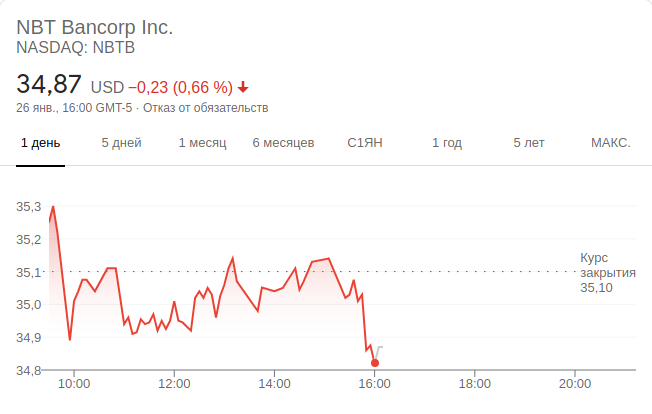 NBT Bancorp Inc.
NASDAQ: NBTB
34,87 USD −0,23 (0,66 %)
26 янв., 16:00 GMT-5 · Отказ от обязательств
1 день 5 дней 1 месяц 6 месяцев С1ЯН 1 год 5 лет МАКС.
35,3
35,2
35,1
35,0
34,9
34,8
Курс
закрытия
35,10
10:00 12:00 14:00 16:00 18:00 20:00